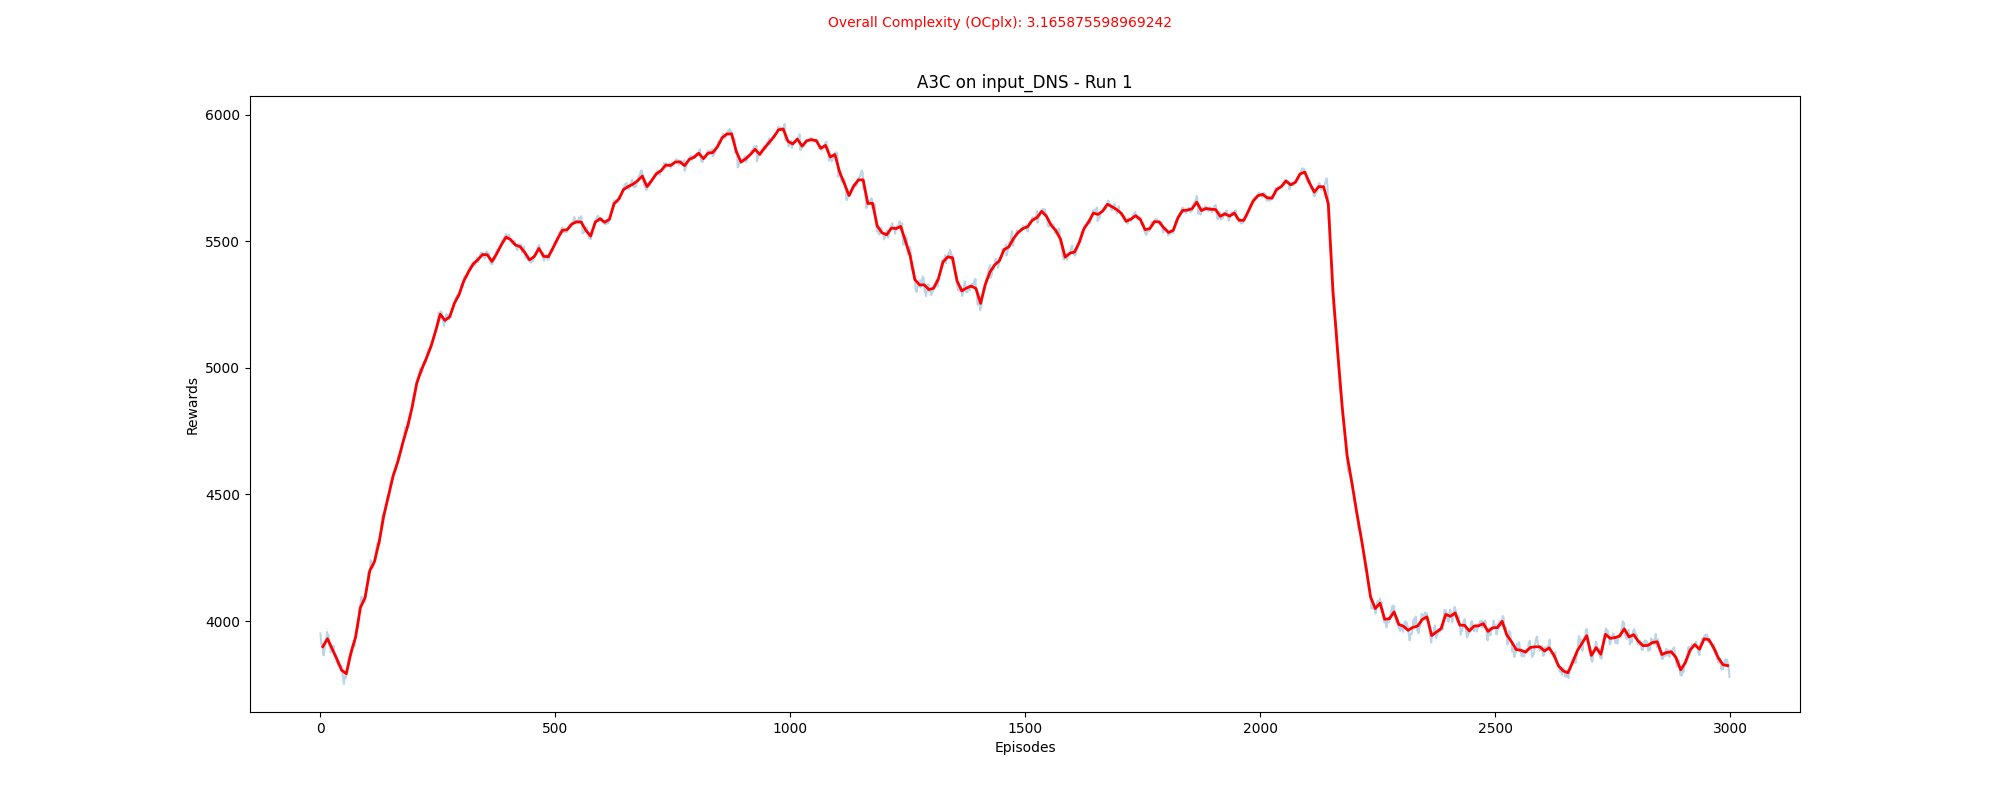 Overall Complexity (OCplx): 3.165875598969242
A3C on input_DNS - Run 1
6000
5500
5000
4500
4000
Rewards
0 500 1000 1500 2000 2500 3000
Episodes